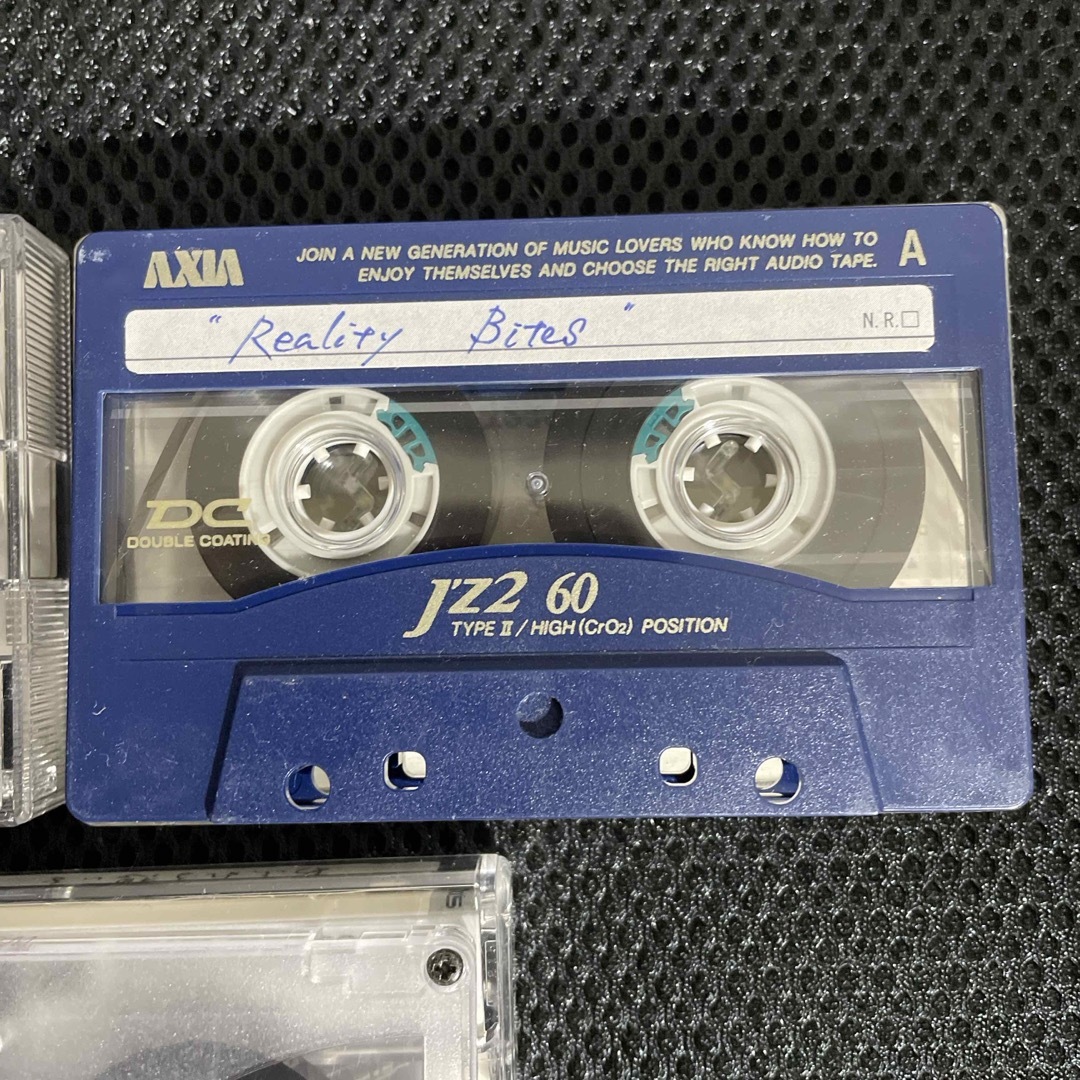 AXIA
JOIN A NEW GENERATION OF MUSIC LOVERS WHO KNOW HOW TO
ENJOY THEMSELVES AND CHOOSE THE RIGHT AUDIO TAPE.
A
"Reality Bites"
N.R.□
DC
DOUBLE COATING
J'Z2 60
TYPE II/HIGH (CrO2) POSITION